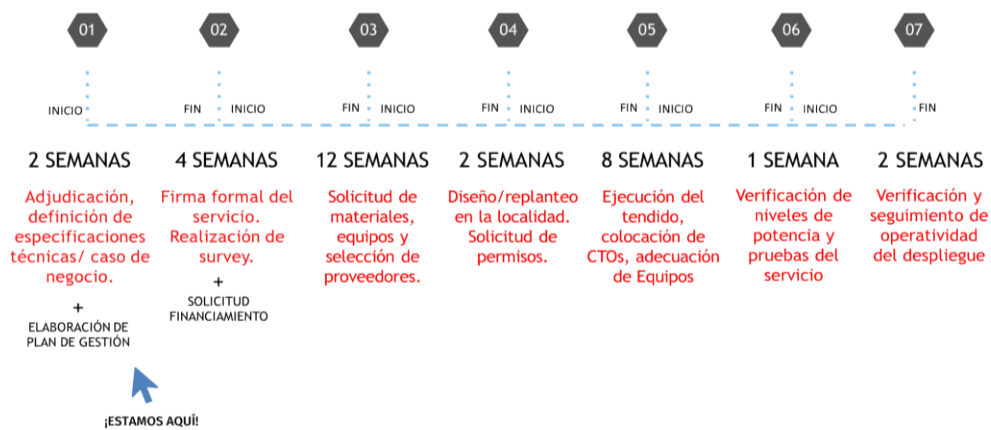 01
02
03
04
05
06
07
INICIO
FIN
INICIO
FIN
INICIO
FIN
INICIO
FIN
INICIO
FIN
INICIO
FIN
2 SEMANAS
Adjudicación,
definición de
especificaciones
técnicas/ caso de
negocio.
+
ELABORACIÓN DE
PLAN DE GESTIÓN
¡ESTAMOS AQUÍ!
4 SEMANAS
Firma formal del
servicio.
Realización de
survey.
+
SOLICITUD
FINANCIAMIENTO
12 SEMANAS
Solicitud de
materiales,
equipos y
selección de
proveedores.
2 SEMANAS
Diseño/replanteo
en la localidad.
Solicitud de
permisos.
8 SEMANAS
Ejecución del
tendido,
colocación de
CTOs, adecuación
de Equipos
1 SEMANA
Verificación de
niveles de
potencia y
pruebas del
servicio
2 SEMANAS
Verificación y
seguimiento de
operatividad
del despliegue